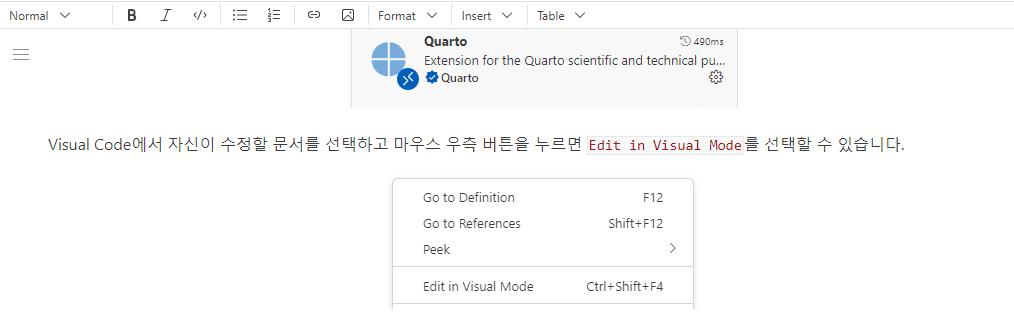 Normal B I </> Format Insert Table
Quarto 490ms
Extension for the Quarto scientific and technical pu...
Quarto
Visual Code에서 자신이 수정할 문서를 선택하고 마우스 우측 버튼을 누르면 Edit in Visual Mode를 선택할 수 있습니다.
Go to Definition F12
Go to References Shift+F12
Peek
Edit in Visual Mode Ctrl+Shift+F4